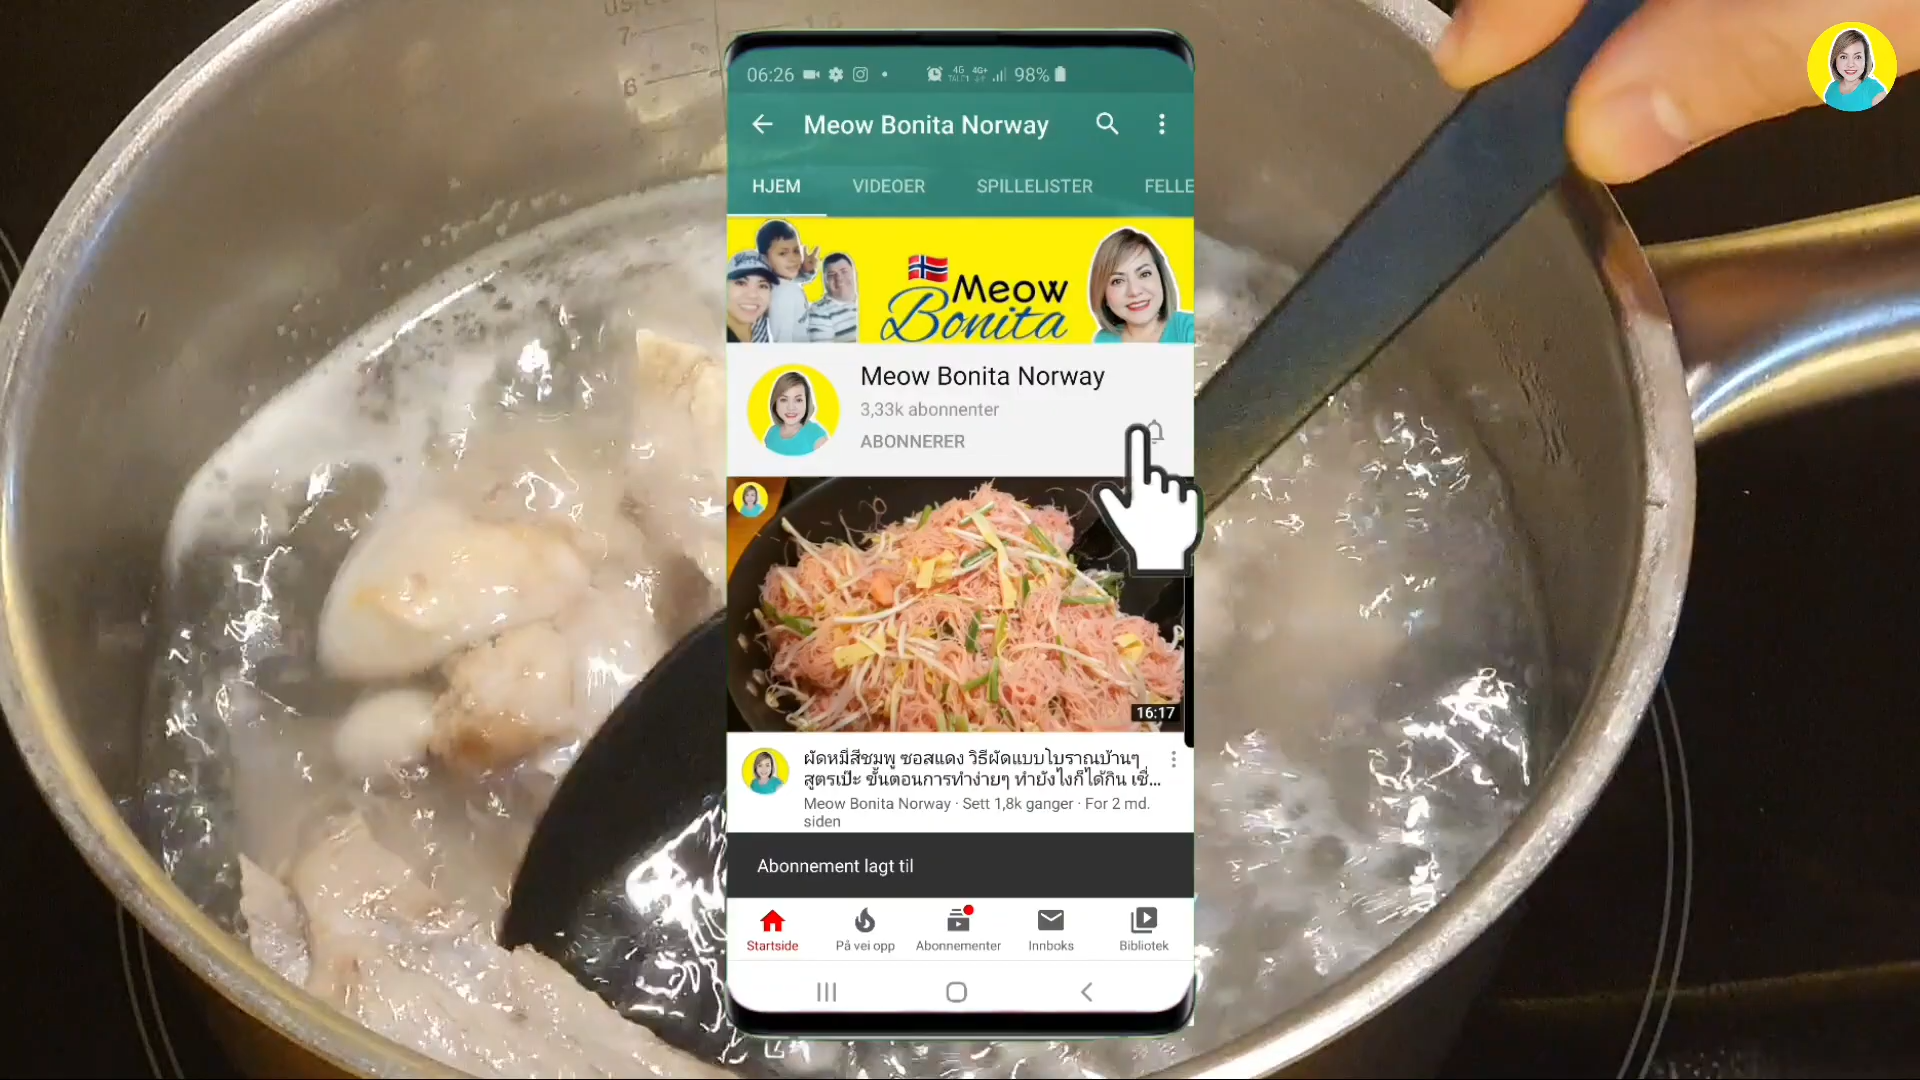 7
6
06:26 98%
Meow Bonita Norway
HJEM VIDEOER SPILLELISTER FELLE
Meow
Bonita
Meow Bonita Norway
3,33k abonnenter
ABONNERER
16:17
ผัดหมี่สีชมพู ซอสแดง วิธีผัดแบบโบราณบ้านๆ
สูตรเป๊ะ ขั้นตอนการทำง่ายๆ ทำยังไงก็ได้กิน เชื่...
Meow Bonita Norway · Sett 1,8k ganger · For 2 md.
siden
Abonnement lagt til
Startside På vei opp Abonnementer Innboks Bibliotek